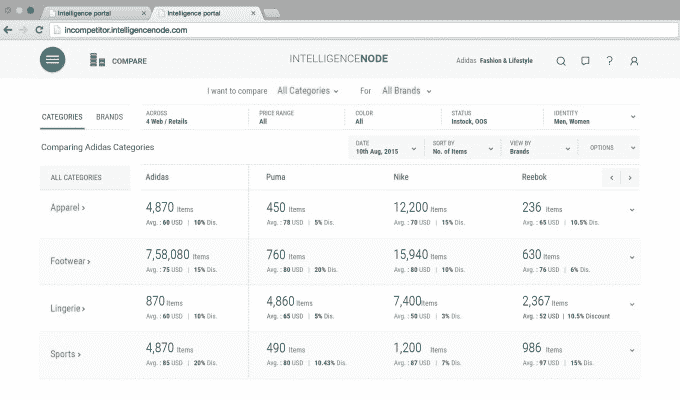 Intelligence portal
Intelligence portal
incompetitor.intelligencenode.com
COMPARE
INTELLIGENCENODE
Adidas Fashion & Lifestyle
I want to compare All Categories For All Brands
CATEGORIES BRANDS
ACROSS PRICE RANGE COLOR STATUS IDENTITY
4 Web / Retails All All Instock, OOS Men, Women
Comparing Adidas Categories
DATE SORT BY VIEW BY OPTIONS
10th Aug, 2015 No. of Items Brands
ALL CATEGORIES Adidas Puma Nike Reebok
Apparel > 4,870 Items 450 Items 12,200 Items 236 Items
Avg. : 60 USD | 10% Dis. Avg. : 78 USD | 5% Dis. Avg. : 70 USD | 15% Dis. Avg. : 65 USD | 10.5% Dis.
Footwear > 7,58,080 Items 760 Items 15,940 Items 630 Items
Avg. : 75 USD | 15% Dis. Avg. : 80 USD | 20% Dis. Avg. : 80 USD | 10% Dis. Avg. : 76 USD | 6% Dis.
Lingerie > 870 Items 4,860 Items 7,400 Items 2,367 Items
Avg. : 60 USD | 10% Dis. Avg. : 65 USD | 5% Dis. Avg. : 50 USD | 3% Dis. Avg. : 52 USD | 10.5% Discount
Sports > 4,870 Items 490 Items 1,200 Items 986 Items
Avg. : 85 USD | 20% Dis. Avg. : 80 USD | 10.43% Dis. Avg. : 87 USD | 7% Dis. Avg. : 97 USD | 15% Dis.